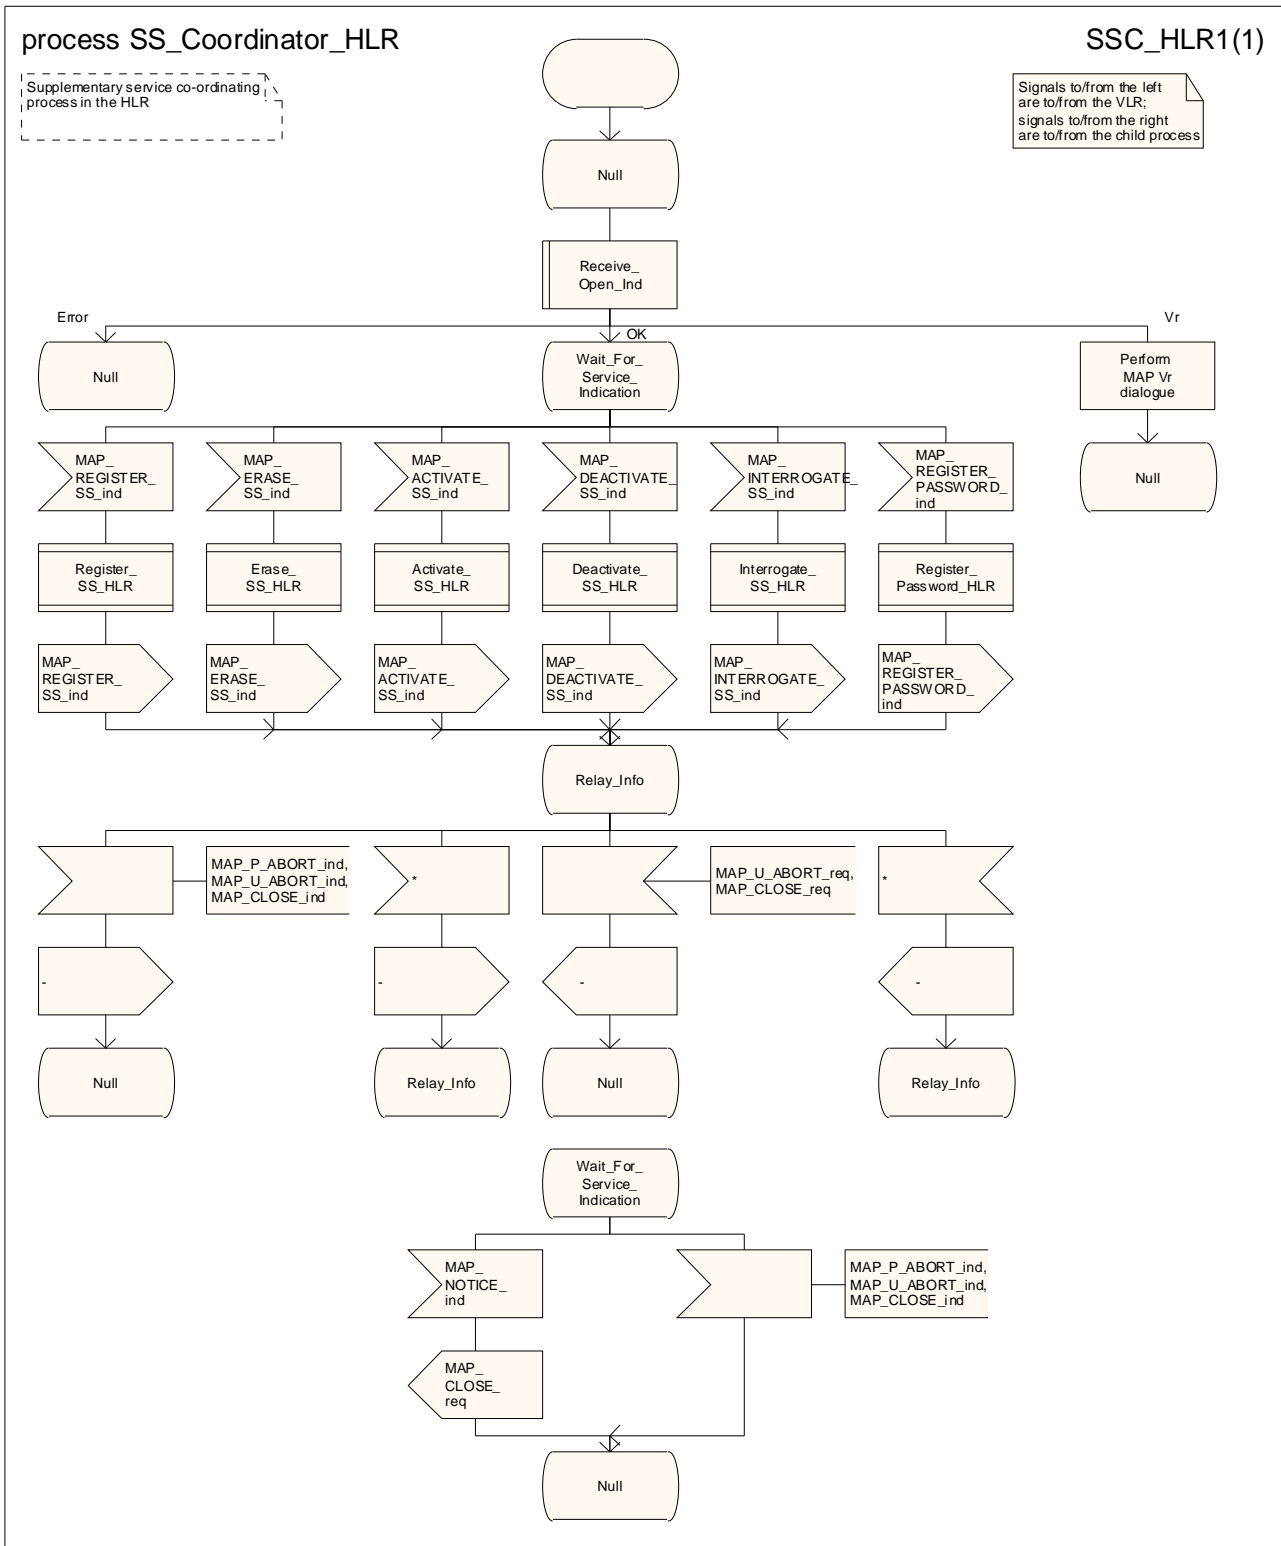 process SS_Coordinator_HLR
SSC_HLR1(1)
Supplementary service co-ordinating
process in the HLR
Signals to/from the left
are to/from the VLR;
signals to/from the right
are to/from the child process
Null
Receive_
Open_Ind
Error
OK
Vr
Null
Wait_For_
Service_
Indication
Perform
MAP Vr
dialogue
MAP_
REGISTER_
SS_ind
MAP_
ERASE_
SS_ind
MAP_
ACTIVATE_
SS_ind
MAP_
DEACTIVATE_
SS_ind
MAP_
INTERROGATE_
SS_ind
MAP_
REGISTER_
PASSWORD_
ind
Null
Register_
SS_HLR
Erase_
SS_HLR
Activate_
SS_HLR
Deactivate_
SS_HLR
Interrogate_
SS_HLR
Register_
Password_HLR
MAP_
REGISTER_
SS_ind
MAP_
ERASE_
SS_ind
MAP_
ACTIVATE_
SS_ind
MAP_
DEACTIVATE_
SS_ind
MAP_
INTERROGATE_
SS_ind
MAP_
REGISTER_
PASSWORD_
ind
Relay_Info
MAP_P_ABORT_ind,
MAP_U_ABORT_ind,
MAP_CLOSE_ind
*
MAP_U_ABORT_req,
MAP_CLOSE_req
*
-
-
-
-
Null
Relay_Info
Null
Relay_Info
Wait_For_
Service_
Indication
MAP_
NOTICE_
ind
MAP_P_ABORT_ind,
MAP_U_ABORT_ind,
MAP_CLOSE_ind
MAP_
CLOSE_
req
Null